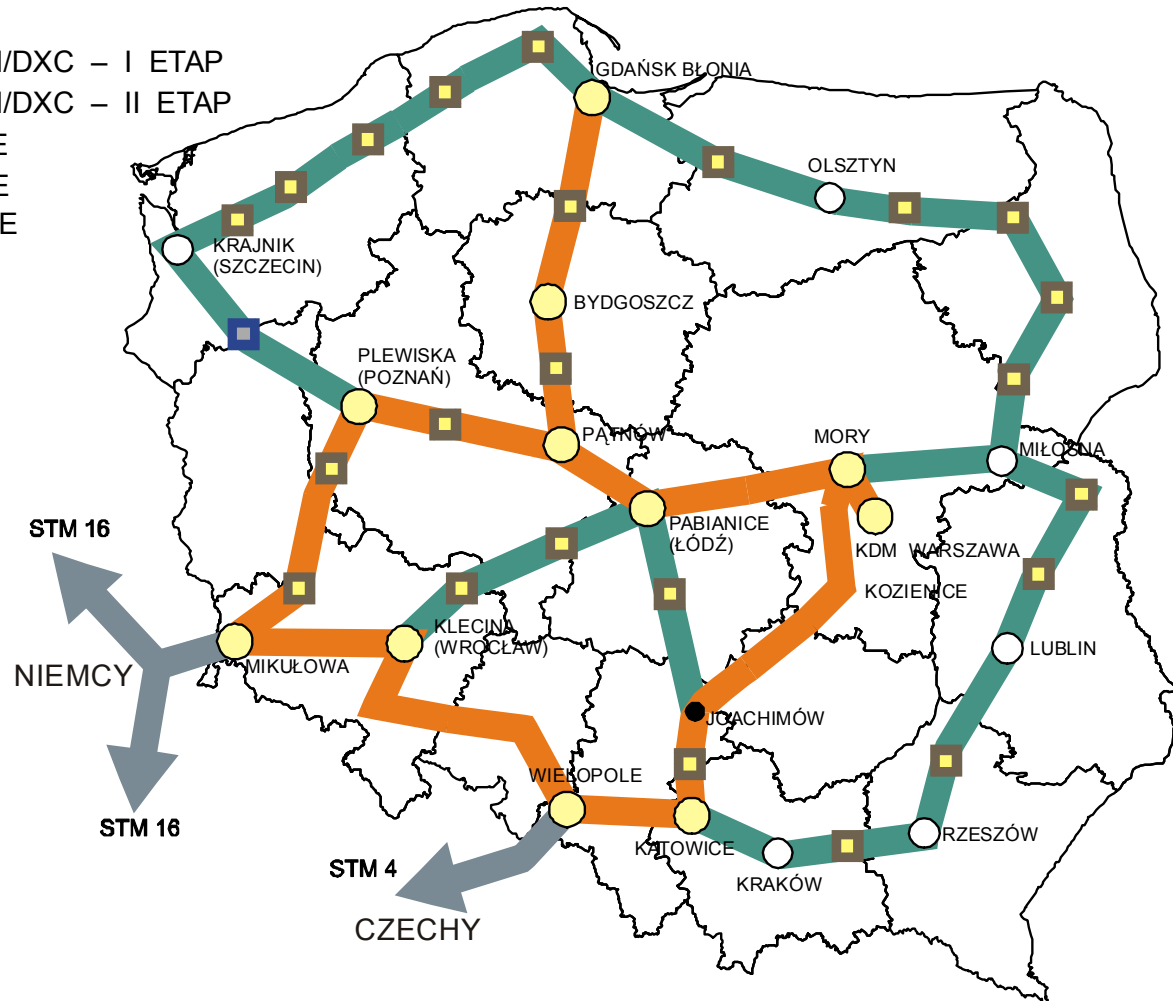 /DXC – I ETAP
/DXC – II ETAP
E
E
E
GDAŃSK BŁONIA
OLSZTYN
KRAJNIK
(SZCZECIN)
BYDGOSZCZ
PLEWISKA
(POZNAŃ)
PĄTNÓW
MORY
MIŁOSNA
PABIANICE
(ŁÓDŹ)
KDM WARSZAWA
KOZIENICE
STM 16
KLECINA
(WROCŁAW)
LUBLIN
MIKUŁOWA
NIEMCY
JOACHIMÓW
WIELOPOLE
STM 16
RZESZÓW
KATOWICE
STM 4
KRAKÓW
CZECHY